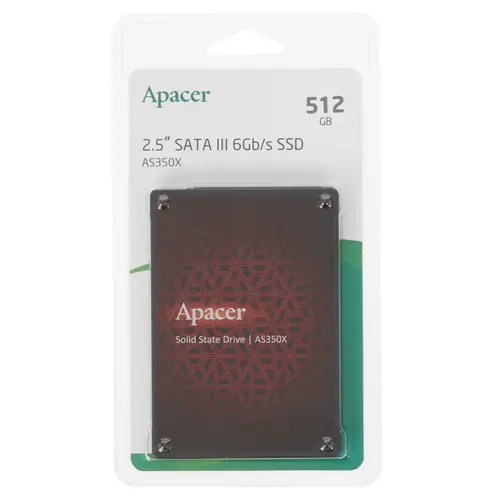 Apacer
512
GB
2.5" SATA III 6Gb/s SSD
AS350X
Apacer
Solid State Drive | AS350X